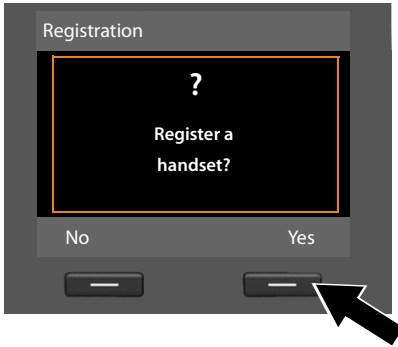 Registration
?
Register a
handset?
No Yes